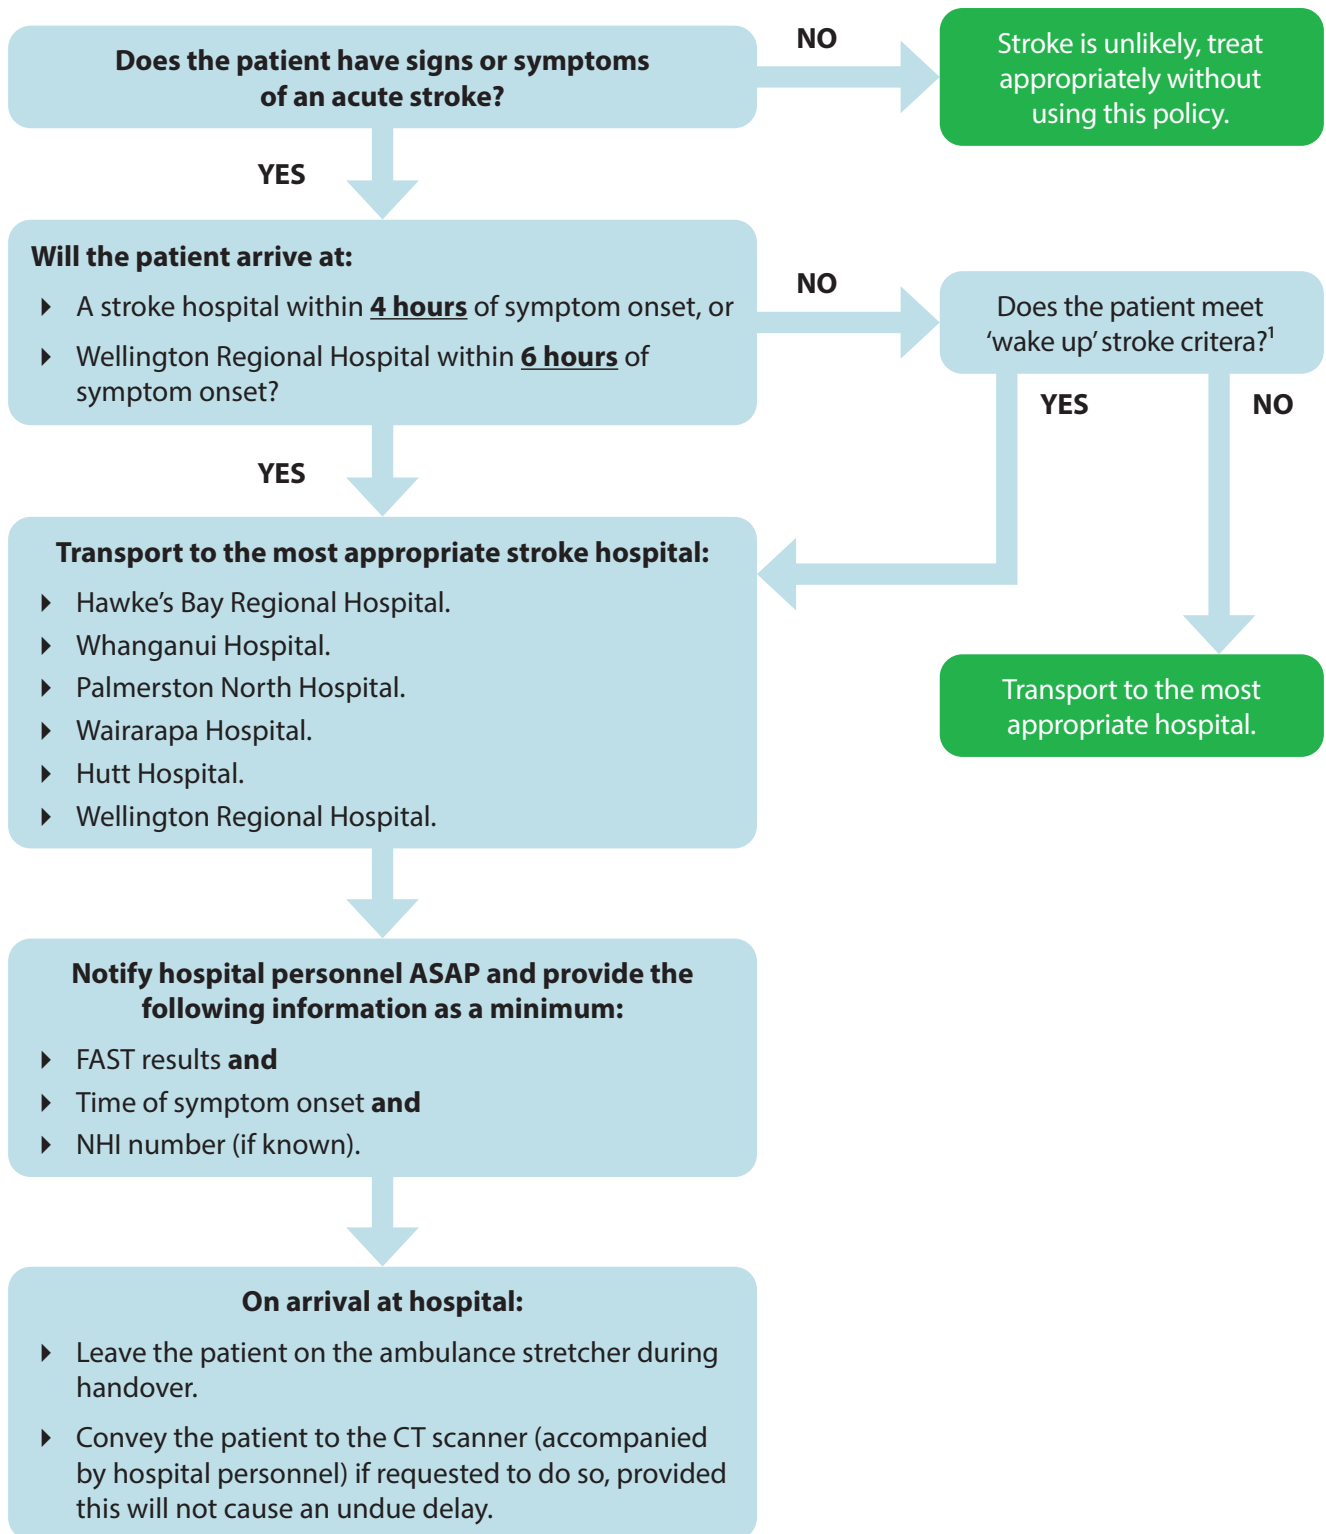 Does the patient have signs or symptoms
of an acute stroke?
NO
Stroke is unlikely, treat
appropriately without
using this policy.
YES
Will the patient arrive at:
‣ A stroke hospital within 4 hours of symptom onset, or
‣ Wellington Regional Hospital within 6 hours of
symptom onset?
NO
Does the patient meet
‘wake up’ stroke critera?¹
YES
NO
YES
Transport to the most appropriate stroke hospital:
‣ Hawke’s Bay Regional Hospital.
‣ Whanganui Hospital.
‣ Palmerston North Hospital.
‣ Wairarapa Hospital.
‣ Hutt Hospital.
‣ Wellington Regional Hospital.
Transport to the most
appropriate hospital.
Notify hospital personnel ASAP and provide the
following information as a minimum:
‣ FAST results and
‣ Time of symptom onset and
‣ NHI number (if known).
On arrival at hospital:
‣ Leave the patient on the ambulance stretcher during
handover.
‣ Convey the patient to the CT scanner (accompanied
by hospital personnel) if requested to do so, provided
this will not cause an undue delay.